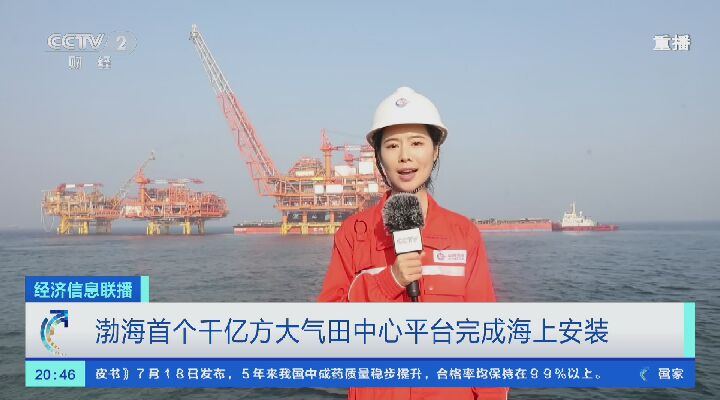 CCTV 2
财经
重播
CCTV
经济信息联播
渤海首个千亿方大气田中心平台完成海上安装
20:46 皮书》7月18日发布,5年来我国中成药质量稳步提升,合格率均保持在99%以上。 国家